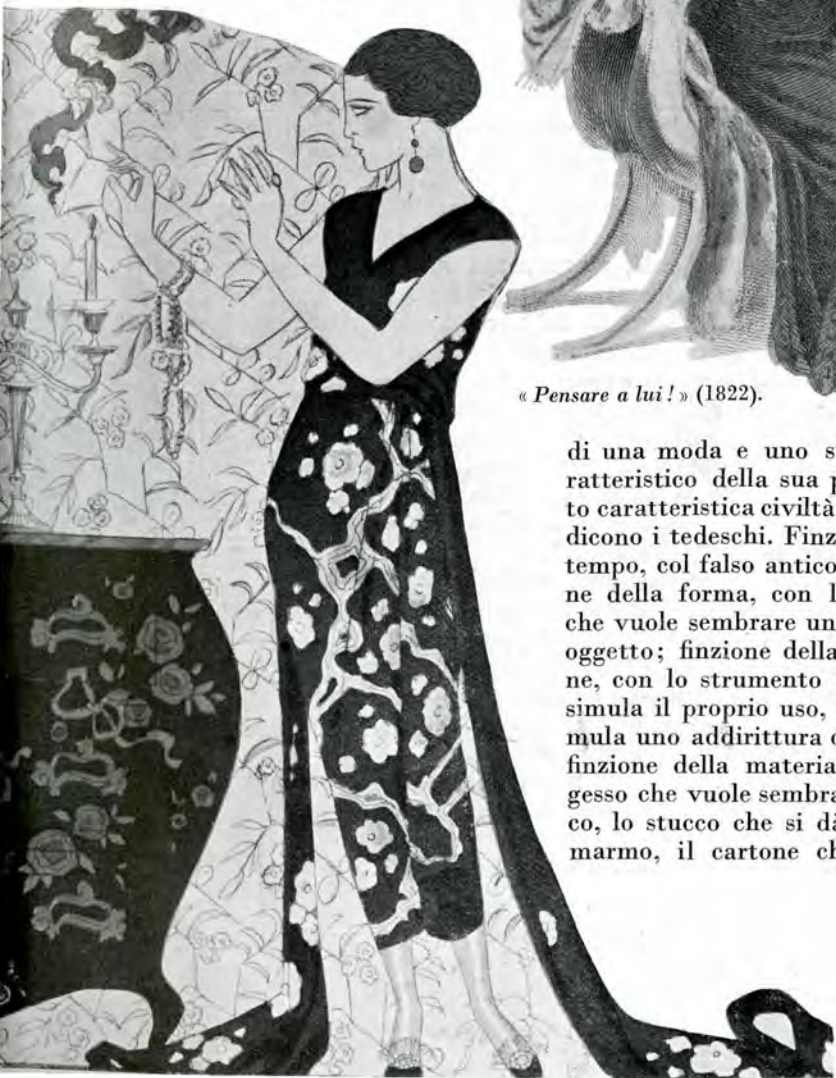 « Pensare a lui ! » (1822).
di una moda e uno s
ratteristico della sua p
to caratteristica civiltà
dicono i tedeschi. Finz
tempo, col falso antico
ne della forma, con l
che vuole sembrare un
oggetto; finzione della
ne, con lo strumento
simula il proprio uso,
mula uno addirittura
finzione della materia
gesso che vuole sembra
co, lo stucco che si dà
marmo, il cartone ch